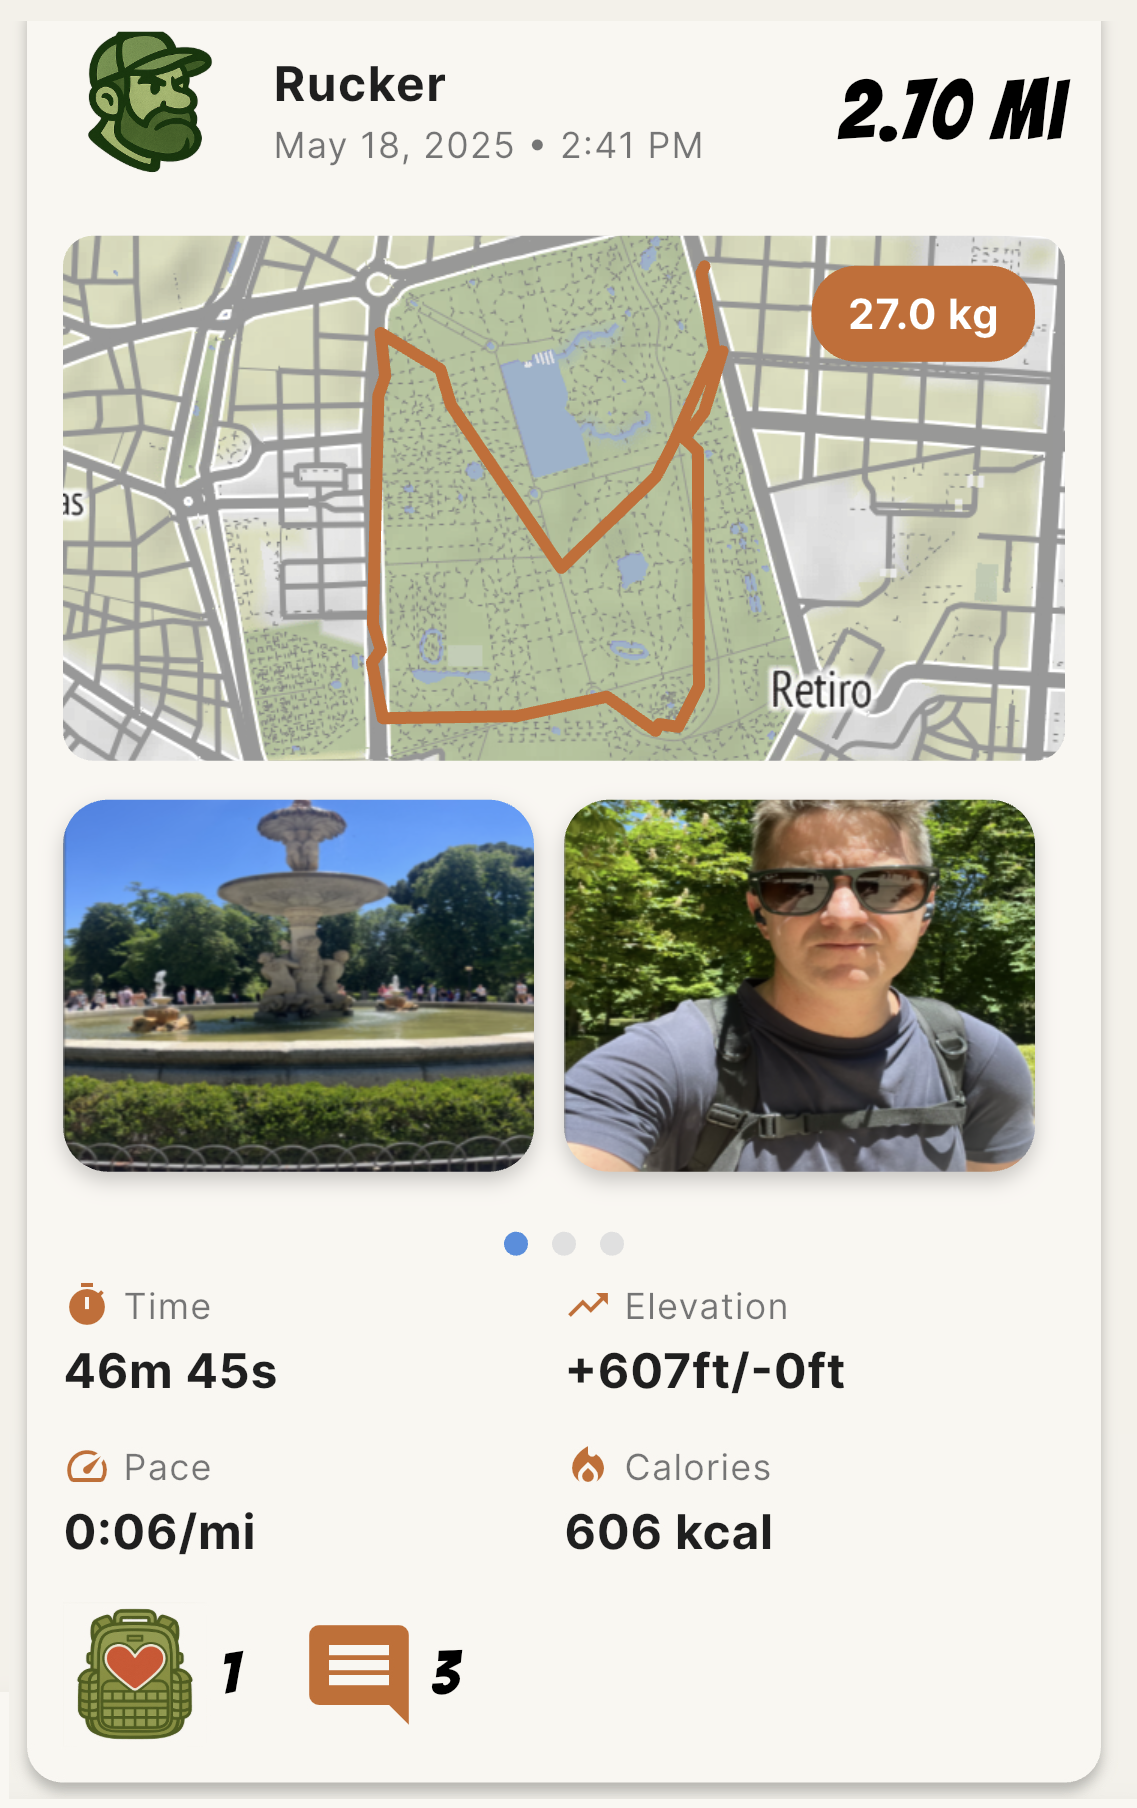 Rucker
May 18, 2025 • 2:41 PM
2.70 MI
27.0 kg
as
Retiro
Time
46m 45s
Elevation
+607ft/-0ft
Pace
0:06/mi
Calories
606 kcal
1
3